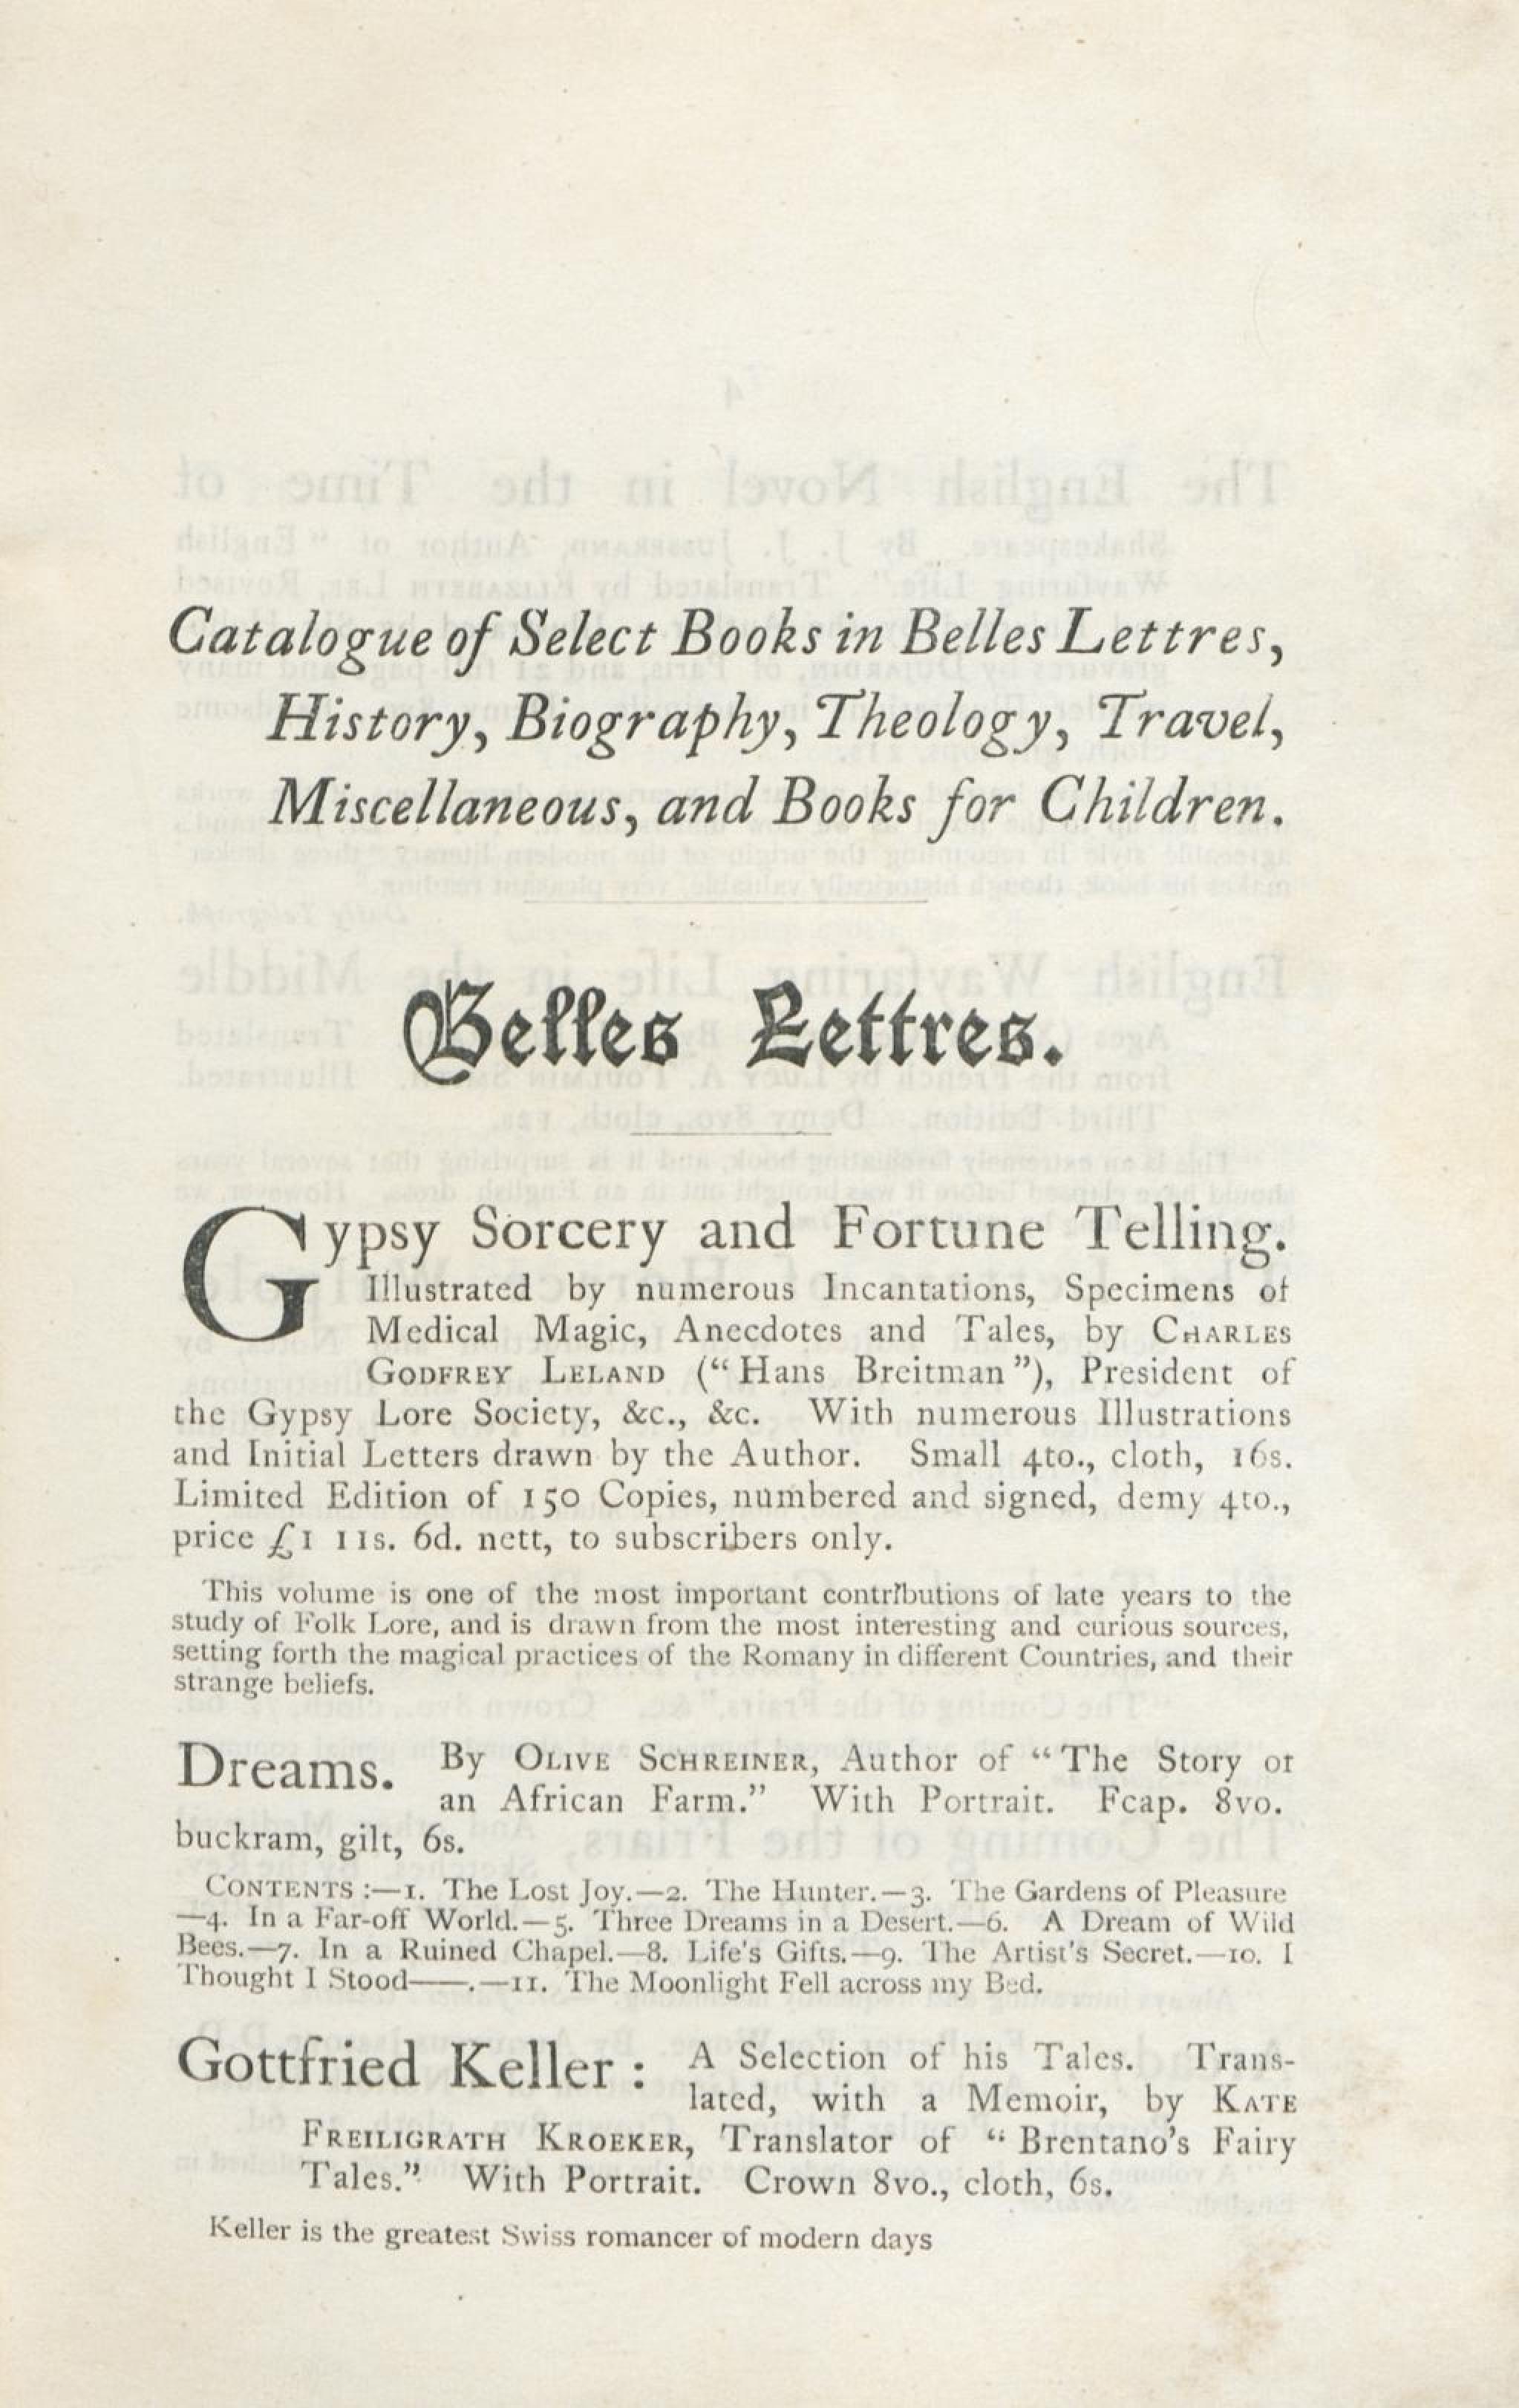 Catalogue of Select Books in Belles Lettres,
History, Biography, Theology, Travel,
Miscellaneous, and Books for Children.
Belles Lettres.
Gypsy Sorcery and Fortune Telling.
Illustrated by numerous Incantations, Specimens of
Medical Magic, Anecdotes and Tales, by CHARLES
GODFREY LELAND (“Hans Breitman”), President of
the Gypsy Lore Society, &c., &c. With numerous Illustrations
and Initial Letters drawn by the Author. Small 4to., cloth, 16s.
Limited Edition of 150 Copies, numbered and signed, demy 4to.,
price £1 11s. 6d. nett, to subscribers only.
This volume is one of the most important contributions of late years to the
study of Folk Lore, and is drawn from the most interesting and curious sources,
setting forth the magical practices of the Romany in different Countries, and their
strange beliefs.
Dreams. By OLIVE SCHREINER, Author of “The Story of
an African Farm.” With Portrait. Fcap. 8vo.
buckram, gilt, 6s.
CONTENTS :—1. The Lost Joy.—2. The Hunter.—3. The Gardens of Pleasure
—4. In a Far-off World.—5. Three Dreams in a Desert.—6. A Dream of Wild
Bees.—7. In a Ruined Chapel.—8. Life's Gifts.—9. The Artist's Secret.—10. I
Thought I Stood——.—11. The Moonlight Fell across my Bed.
Gottfried Keller : A Selection of his Tales. Trans-
lated, with a Memoir, by KATE
FREILIGRATH KROEKER, Translator of “Brentano's Fairy
Tales.” With Portrait. Crown 8vo., cloth, 6s.
Keller is the greatest Swiss romancer of modern days